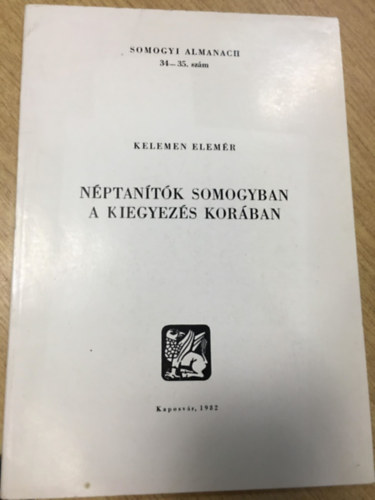 SOMOGYI ALMANACH
34—35. szám
KELEMEN ELEMÉR
NÉPTANÍTÓK SOMOGYBAN
A KIEGYEZÉS KORÁBAN
Kaposvár, 1982